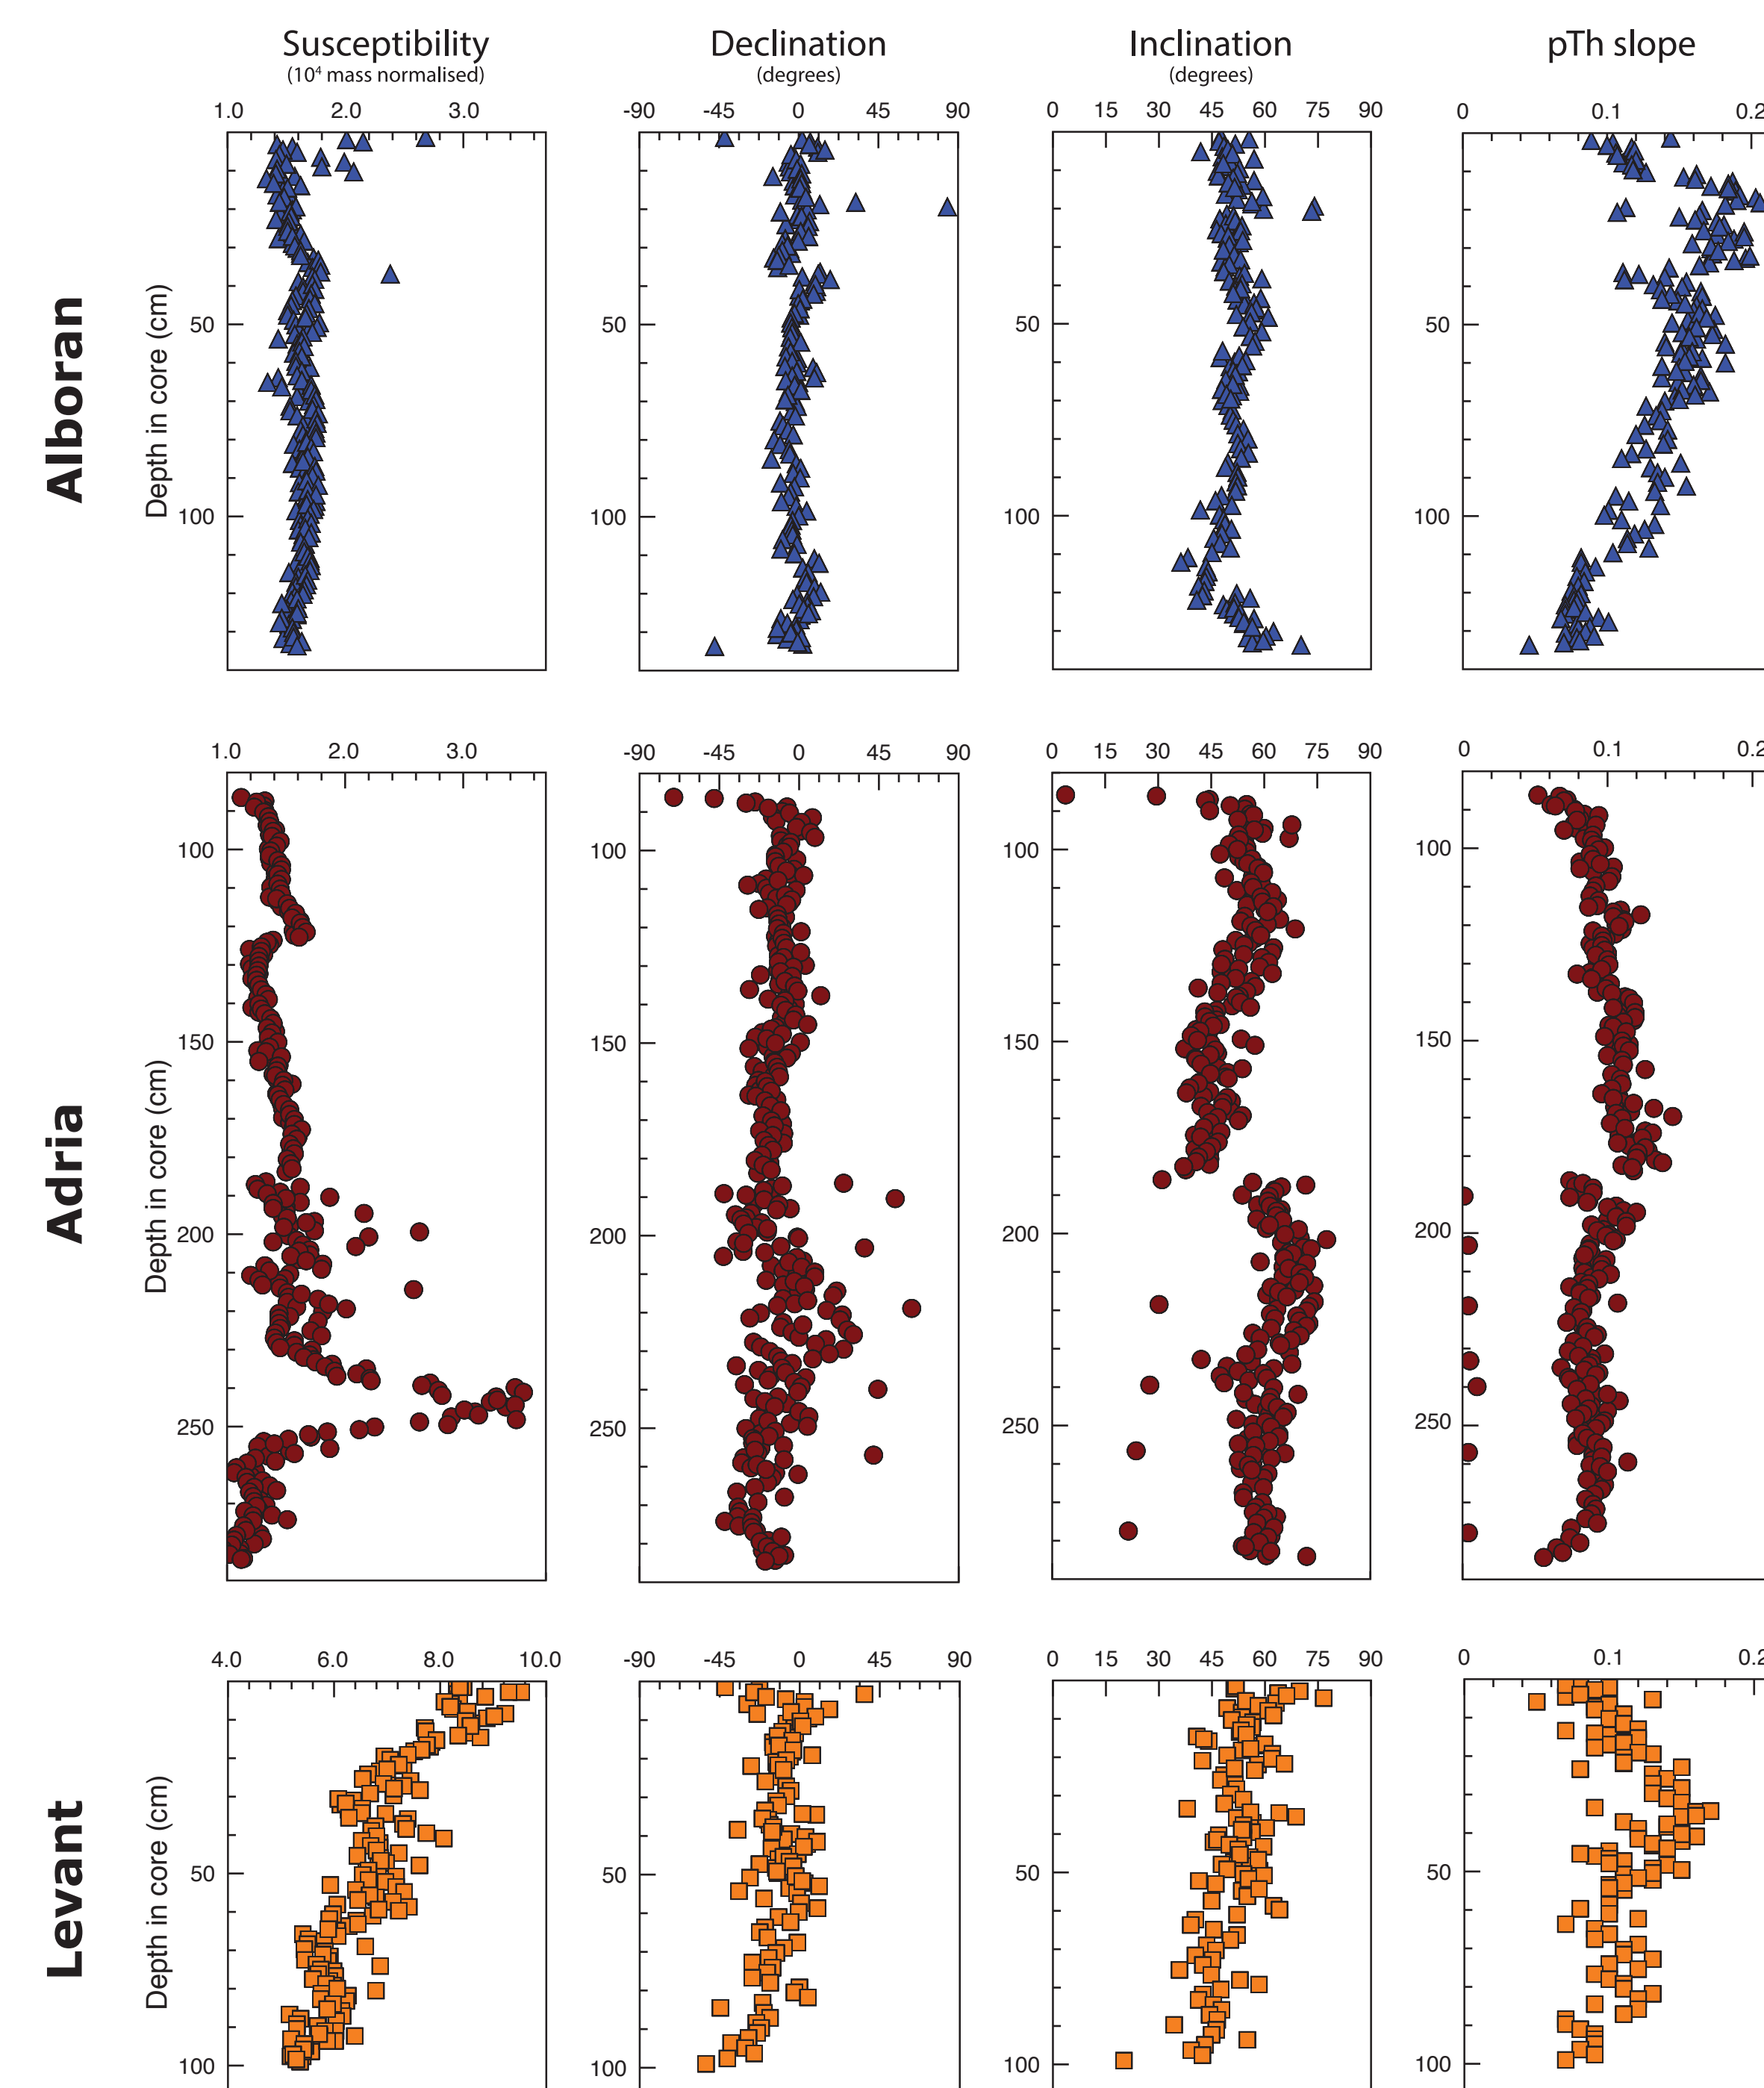 Susceptibility Declination Inclination pTh slope
(10⁴ mass normalised) (degrees) (degrees)
1.0 2.0 3.0 -90 -45 0 45 90 0 15 30 45 60 75 90 0 0.1 0.2
Alboran
Depth in core (cm)
50 50 50 50
100 100 100 100
1.0 2.0 3.0 -90 -45 0 45 90 0 15 30 45 60 75 90 0 0.1 0.2
Adria
Depth in core (cm)
100 100 100 100
150 150 150 150
200 200 200 200
250 250 250 250
4.0 6.0 8.0 10.0 -90 -45 0 45 90 0 15 30 45 60 75 90 0 0.1 0.2
Levant
Depth in core (cm)
50 50 50 50
100 100 100 100